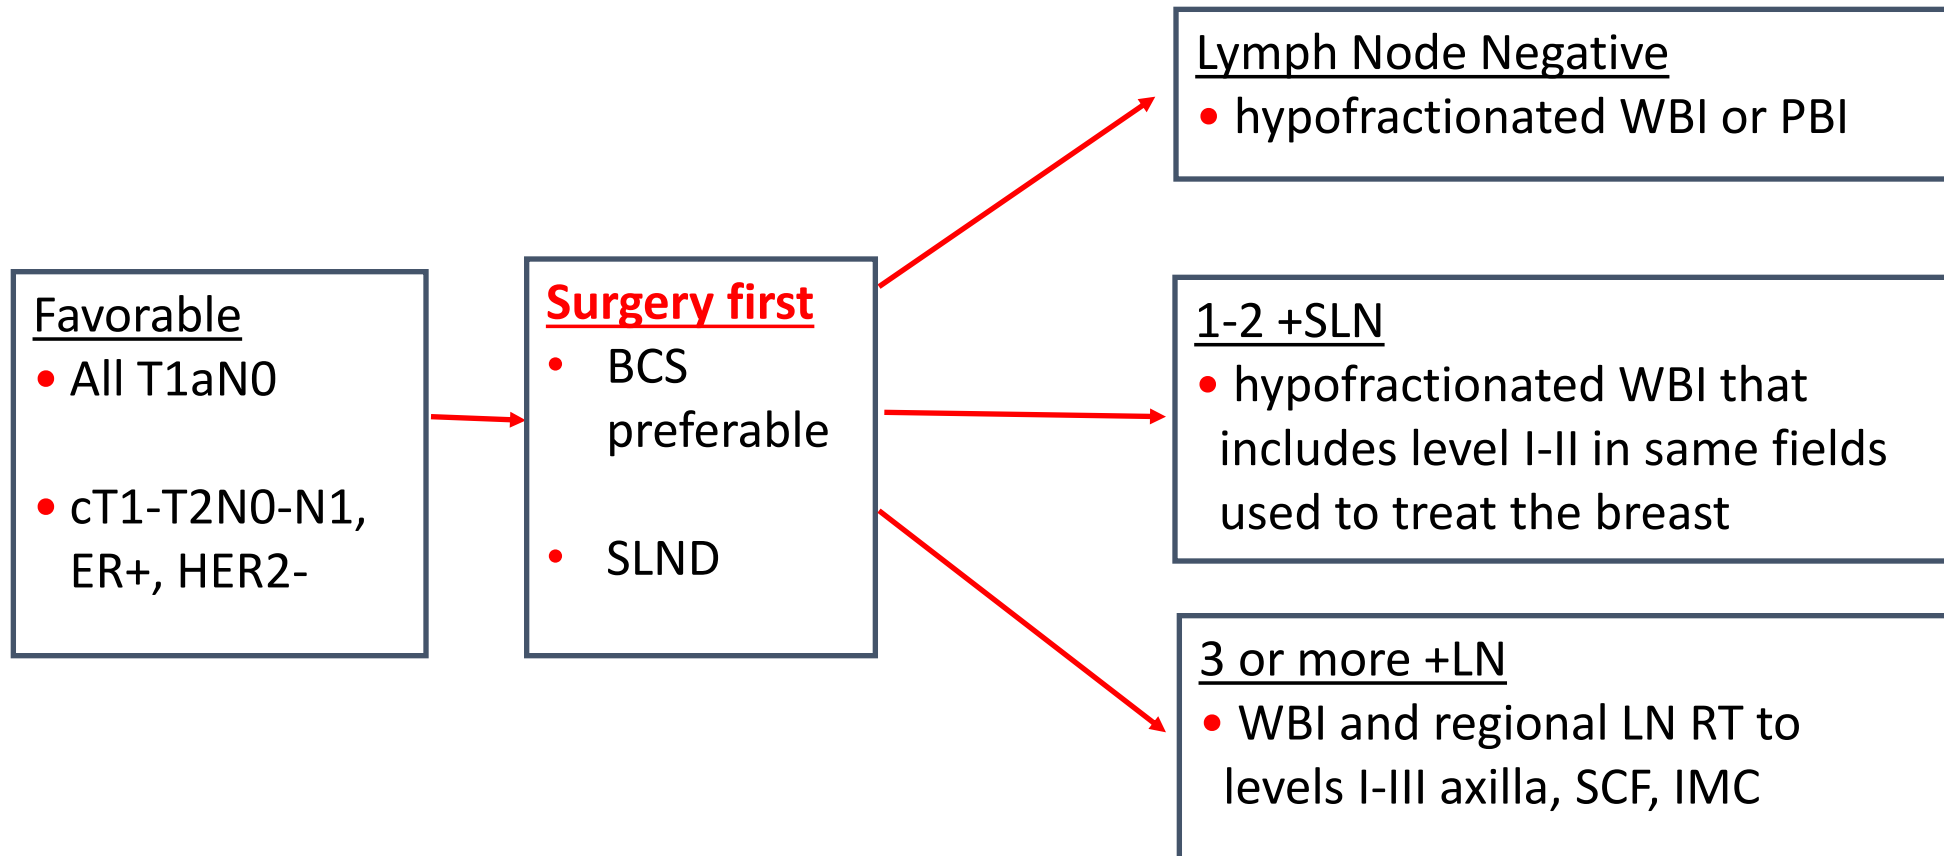 Favorable
• All T1aN0
• cT1-T2N0-N1,
ER+, HER2-
Surgery first
• BCS
preferable
• SLND
Lymph Node Negative
• hypofractionated WBI or PBI
1-2 +SLN
• hypofractionated WBI that
includes level I-II in same fields
used to treat the breast
3 or more +LN
• WBI and regional LN RT to
levels I-III axilla, SCF, IMC